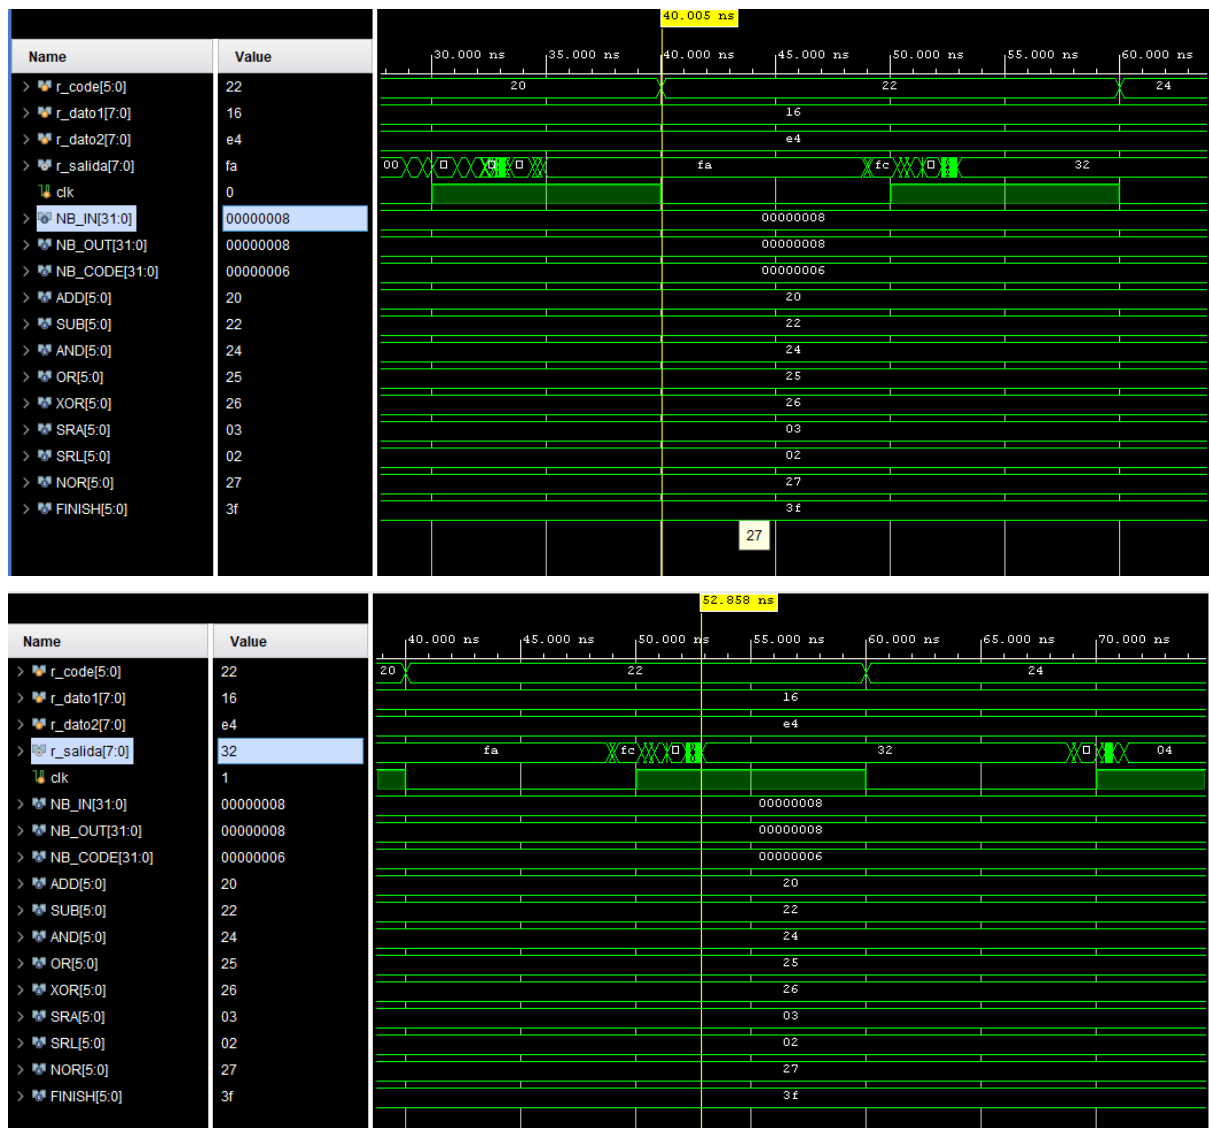 40.005 ns
Name Value 30.000 ns 35.000 ns 40.000 ns 45.000 ns 50.000 ns 55.000 ns 60.000 ns
r_code[5:0] 22 20 22 24
r_dato1[7:0] 16 16
r_dato2[7:0] e4 e4
r_salida[7:0] fa 00 fa fc 32
clk 0
NB_IN[31:0] 00000008 00000008
NB_OUT[31:0] 00000008 00000008
NB_CODE[31:0] 00000006 00000006
ADD[5:0] 20 20
SUB[5:0] 22 22
AND[5:0] 24 24
OR[5:0] 25 25
XOR[5:0] 26 26
SRA[5:0] 03 03
SRL[5:0] 02 02
NOR[5:0] 27 27
FINISH[5:0] 3f 3f
27
52.858 ns
Name Value 40.000 ns 45.000 ns 50.000 ns 55.000 ns 60.000 ns 65.000 ns 70.000 ns
r_code[5:0] 22 20 22 24
r_dato1[7:0] 16 16
r_dato2[7:0] e4 e4
r_salida[7:0] 32 fa fc 32 04
clk 1
NB_IN[31:0] 00000008 00000008
NB_OUT[31:0] 00000008 00000008
NB_CODE[31:0] 00000006 00000006
ADD[5:0] 20 20
SUB[5:0] 22 22
AND[5:0] 24 24
OR[5:0] 25 25
XOR[5:0] 26 26
SRA[5:0] 03 03
SRL[5:0] 02 02
NOR[5:0] 27 27
FINISH[5:0] 3f 3f